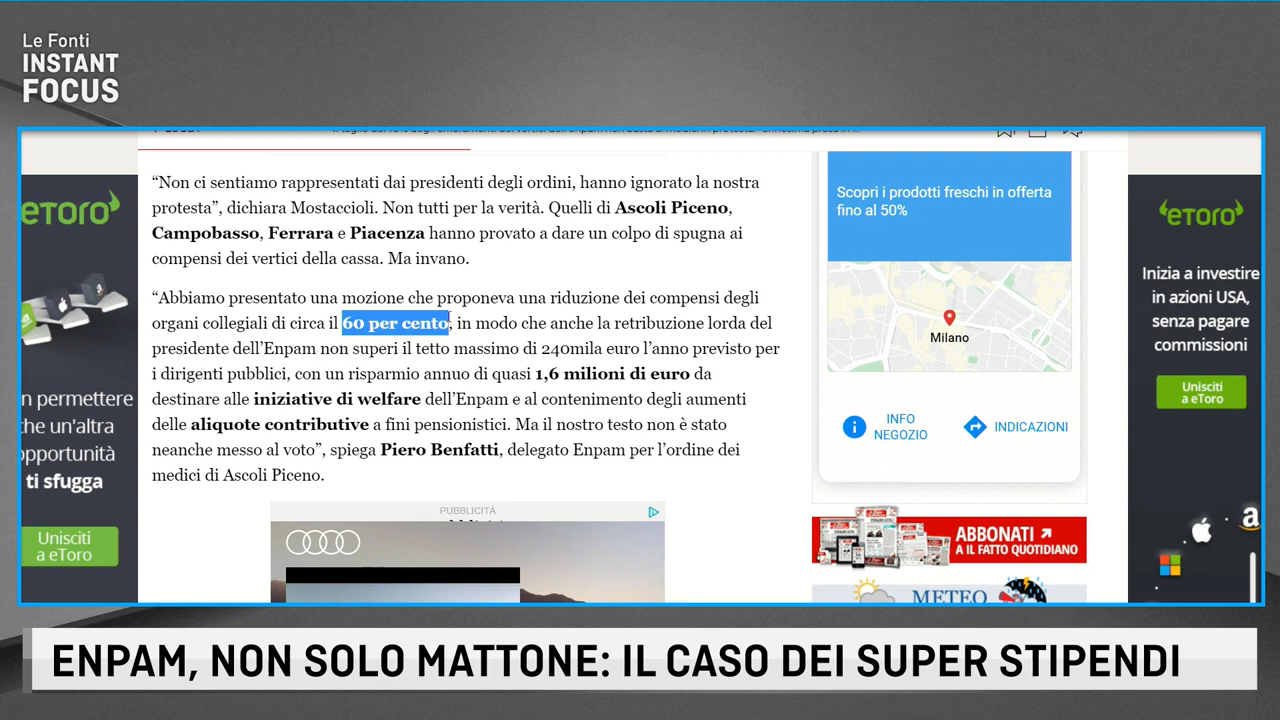 Le Fonti
INSTANT
FOCUS
“Non ci sentiamo rappresentati dai presidenti degli ordini, hanno ignorato la nostra
protesta”, dichiara Mostaccioli. Non tutti per la verità. Quelli di Ascoli Piceno,
Campobasso, Ferrara e Piacenza hanno provato a dare un colpo di spugna ai
compensi dei vertici della cassa. Ma invano.
“Abbiamo presentato una mozione che proponeva una riduzione dei compensi degli
organi collegiali di circa il 60 per cento, in modo che anche la retribuzione lorda del
presidente dell’Enpam non superi il tetto massimo di 240mila euro l’anno previsto per
i dirigenti pubblici, con un risparmio annuo di quasi 1,6 milioni di euro da
destinare alle iniziative di welfare dell’Enpam e al contenimento degli aumenti
delle aliquote contributive a fini pensionistici. Ma il nostro testo non è stato
neanche messo al voto”, spiega Piero Benfatti, delegato Enpam per l’ordine dei
medici di Ascoli Piceno.
PUBBLICITÀ
eToro
n permettere
che un'altra
opportunità
ti sfugga
Unisciti
a eToro
Scopri i prodotti freschi in offerta
fino al 50%
Milano
INFO
NEGOZIO
INDICAZIONI
ABBONATI
A IL FATTO QUOTIDIANO
METEO
eToro
Inizia a investire
in azioni USA,
senza pagare
commissioni
Unisciti
a eToro
ENPAM, NON SOLO MATTONE: IL CASO DEI SUPER STIPENDI